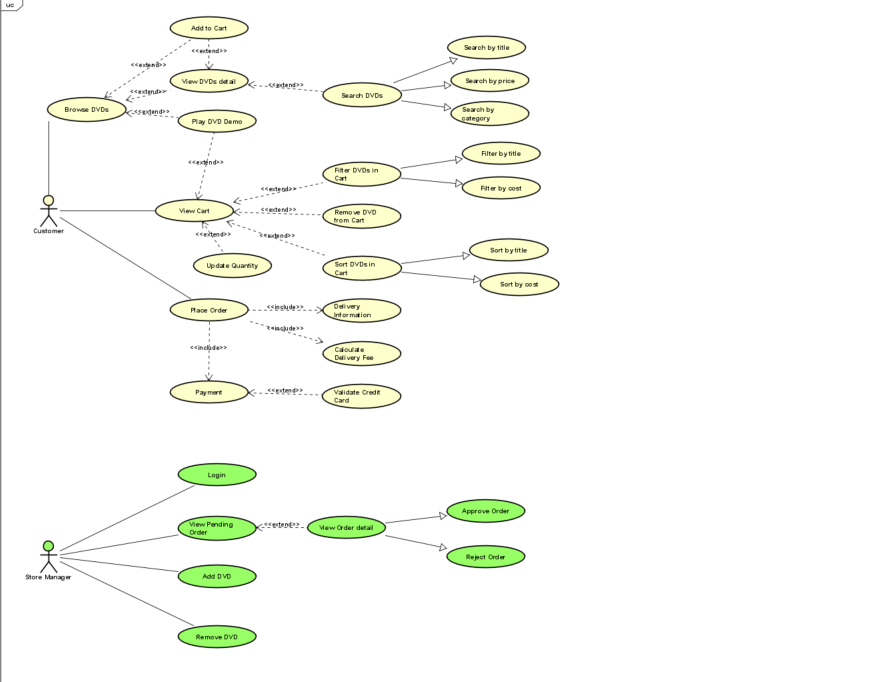 uc
Add to Cart
<<extend>>
<<extend>>
View DVDs detail
<<extend>>
<<extend>>
Browse DVDs
Play DVD Demo
<<extend>>
Search DVDs
Search by title
Search by price
Search by
category
<<extend>>
Filter DVDs in
Cart
Filter by title
Filter by cost
<<extend>>
Customer
View Cart
<<extend>>
Remove DVD
from Cart
<<extend>>
<<extend>>
Update Quantity
Sort DVDs in
Cart
Sort by title
Sort by cost
Place Order
<<include>>
Delivery
Information
<<include>>
Calculate
Delivery Fee
<<include>>
Payment
<<extend>>
Validate Credit
Card
Login
View Pending
Order
<<extend>>
View Order detail
Approve Order
Reject Order
Store Manager
Add DVD
Remove DVD